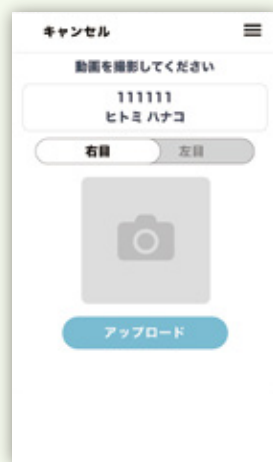 キャンセル
動画を撮影してください
111111
ヒトミ ハナコ
右目 左目
アップロード